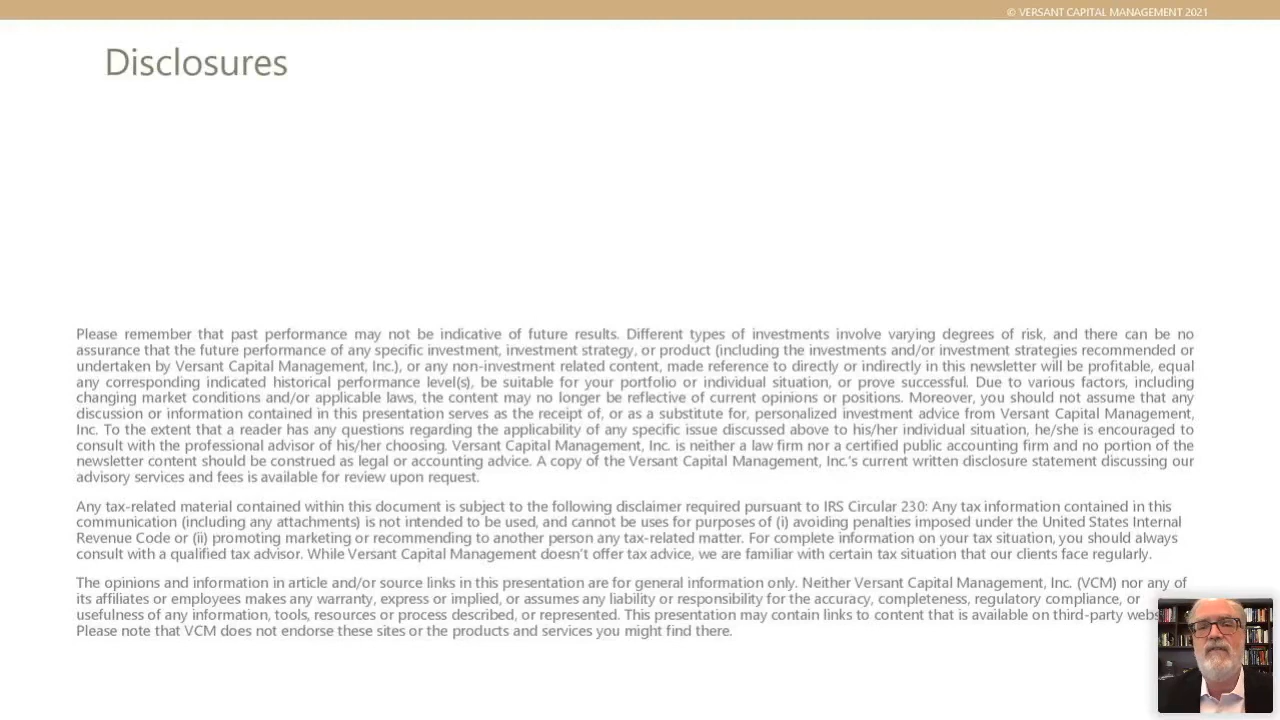 © VERSANT CAPITAL MANAGEMENT 2021
Disclosures
Please remember that past performance may not be indicative of future results. Different types of investments involve varying degrees of risk, and there can be no
assurance that the future performance of any specific investment, investment strategy, or product (including the investments and/or investment strategies recommended or
undertaken by Versant Capital Management, Inc.), or any non-investment related content, made reference to directly or indirectly in this newsletter will be profitable, equal
any corresponding indicated historical performance level(s), be suitable for your portfolio or individual situation, or prove successful. Due to various factors, including
changing market conditions and/or applicable laws, the content may no longer be reflective of current opinions or positions. Moreover, you should not assume that any
discussion or information contained in this presentation serves as the receipt of, or as a substitute for, personalized investment advice from Versant Capital Management,
Inc. To the extent that a reader has any questions regarding the applicability of any specific issue discussed above to his/her individual situation, he/she is encouraged to
consult with the professional advisor of his/her choosing. Versant Capital Management, Inc. is neither a law firm nor a certified public accounting firm and no portion of the
newsletter content should be construed as legal or accounting advice. A copy of the Versant Capital Management, Inc.'s current written disclosure statement discussing our
advisory services and fees is available for review upon request.
Any tax-related material contained within this document is subject to the following disclaimer required pursuant to IRS Circular 230: Any tax information contained in this
communication (including any attachments) is not intended to be used, and cannot be uses for purposes of (i) avoiding penalties imposed under the United States Internal
Revenue Code or (ii) promoting marketing or recommending to another person any tax-related matter. For complete information on your tax situation, you should always
consult with a qualified tax advisor. While Versant Capital Management doesn't offer tax advice, we are familiar with certain tax situation that our clients face regularly.
The opinions and information in article and/or source links in this presentation are for general information only. Neither Versant Capital Management, Inc. (VCM) nor any of
its affiliates or employees makes any warranty, express or implied, or assumes any liability or responsibility for the accuracy, completeness, regulatory compliance, or
usefulness of any information, tools, resources or process described, or represented. This presentation may contain links to content that is available on third-party
Please note that VCM does not endorse these sites or the products and services you might find there.